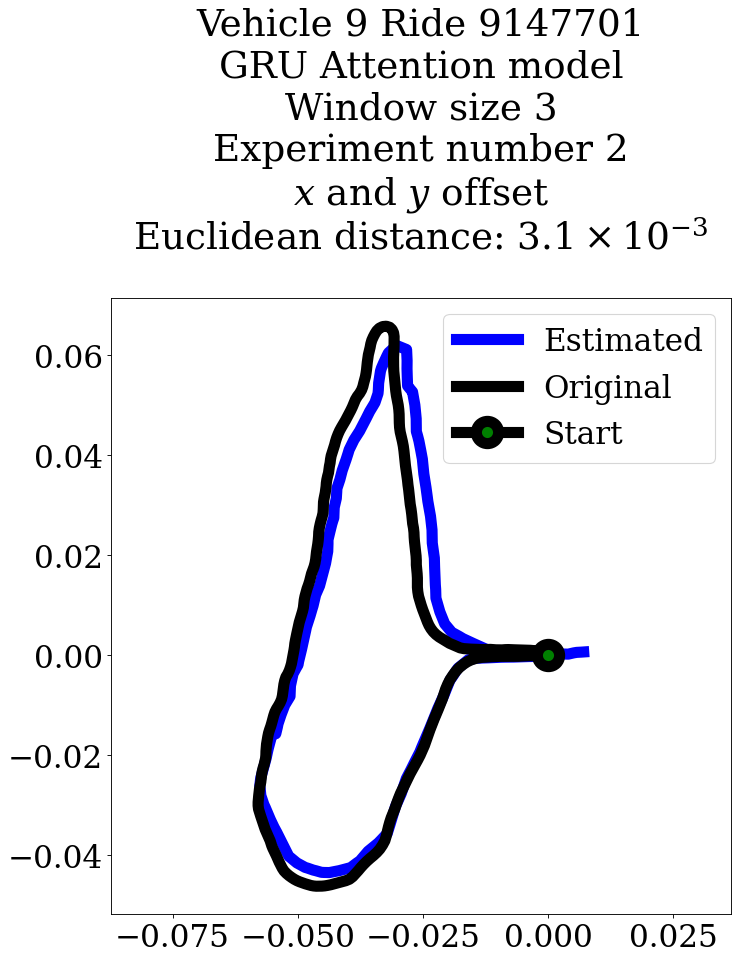 Vehicle 9 Ride 9147701
GRU Attention model
Window size 3
Experiment number 2
x and y offset
Euclidean distance: 3.1 × 10⁻³
Estimated
Original
Start
0.06
0.04
0.02
0.00
−0.02
−0.04
−0.075 −0.050 −0.025 0.000 0.025